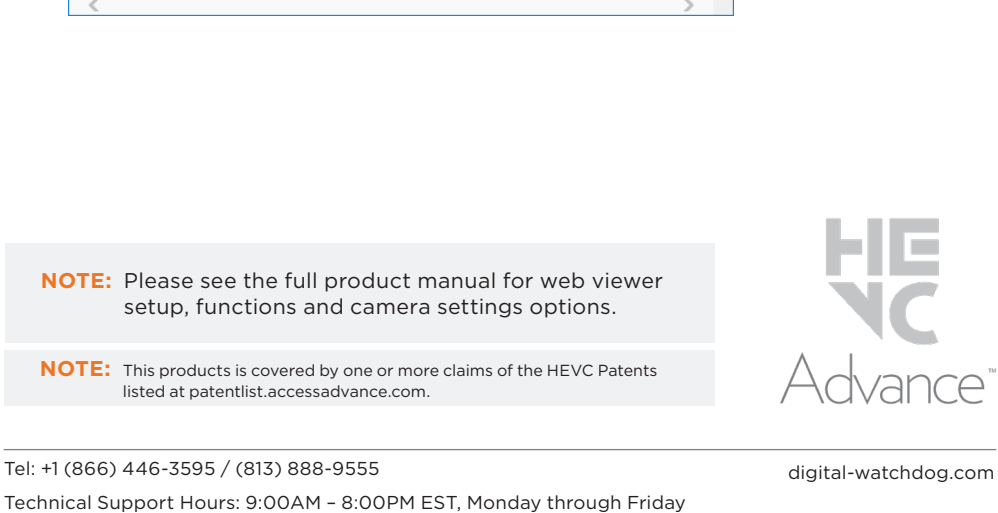 NOTE: Please see the full product manual for web viewer
setup, functions and camera settings options.
NOTE: This products is covered by one or more claims of the HEVC Patents
listed at patentlist.accessadvance.com.
HE
VC
Advance™
Tel: +1 (866) 446-3595 / (813) 888-9555
digital-watchdog.com
Technical Support Hours: 9:00AM – 8:00PM EST, Monday through Friday